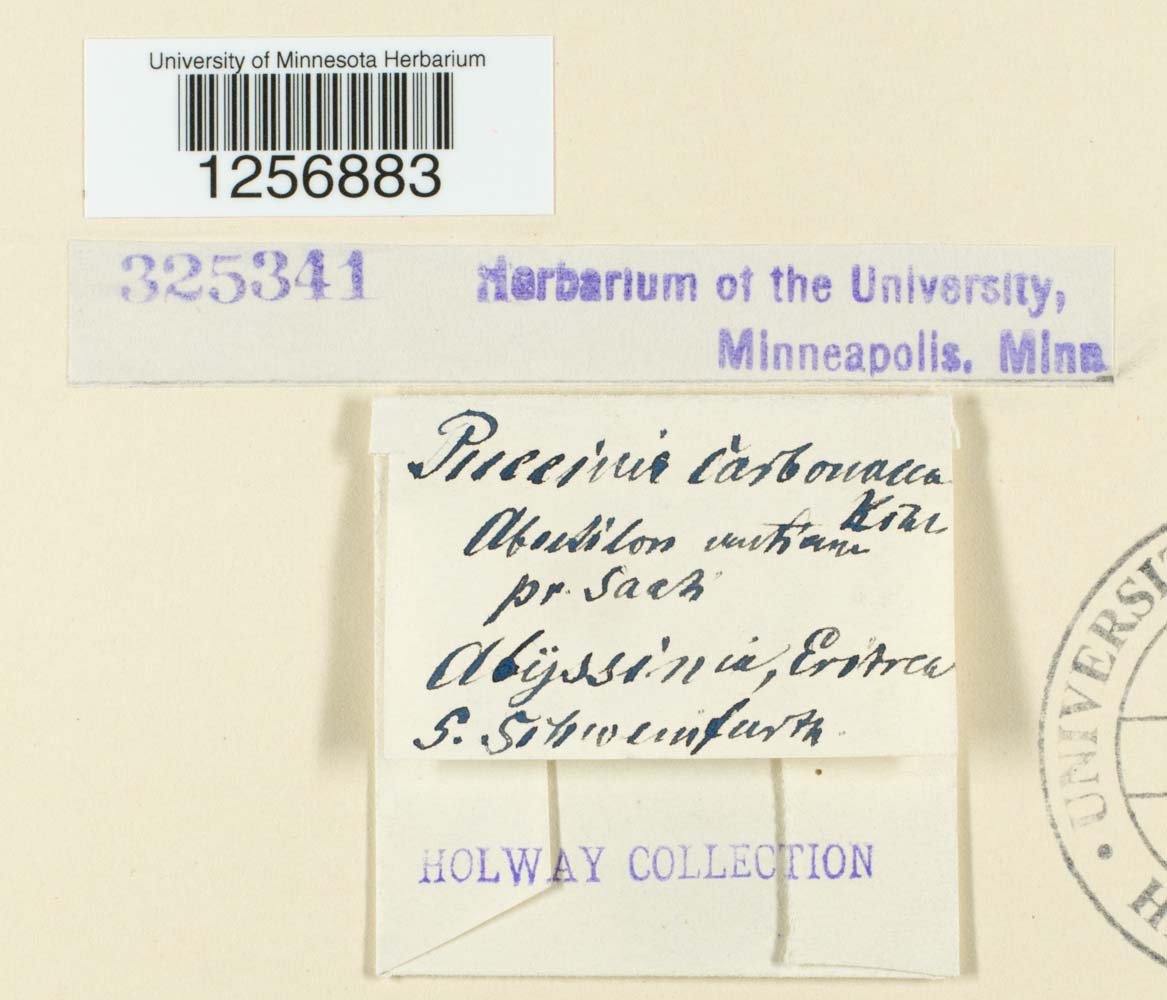 University of Minnesota Herbarium
1256883
325341 Herbarium of the University,
Minneapolis. Minn
Puccinia carbonacea
Abutilon
pr. Saati
Abyssinia, Eritrea
G. Schweinfurth.
HOLWAY COLLECTION
UNIVERSIT
H